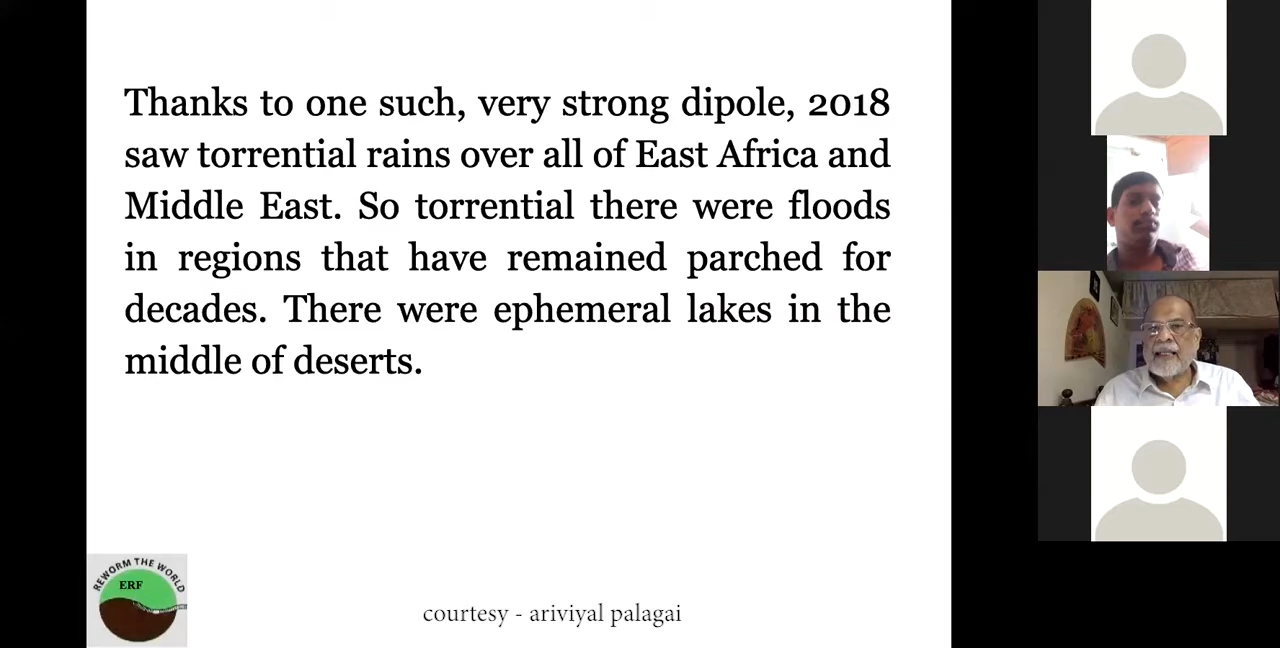 Thanks to one such, very strong dipole, 2018
saw torrential rains over all of East Africa and
Middle East. So torrential there were floods
in regions that have remained parched for
decades. There were ephemeral lakes in the
middle of deserts.
REWORM THE WORLD
ERF
courtesy - ariviyal palagai